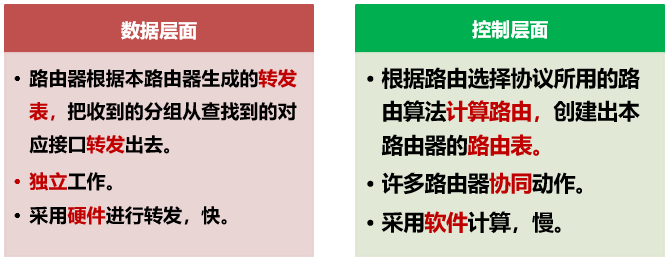 数据层面
• 路由器根据本路由器生成的转发
表，把收到的分组从查找到的对
应接口转发出去。
• 独立工作。
• 采用硬件进行转发，快。
控制层面
• 根据路由选择协议所用的路
由算法计算路由，创建出本
路由器的路由表。
• 许多路由器协同动作。
• 采用软件计算，慢。